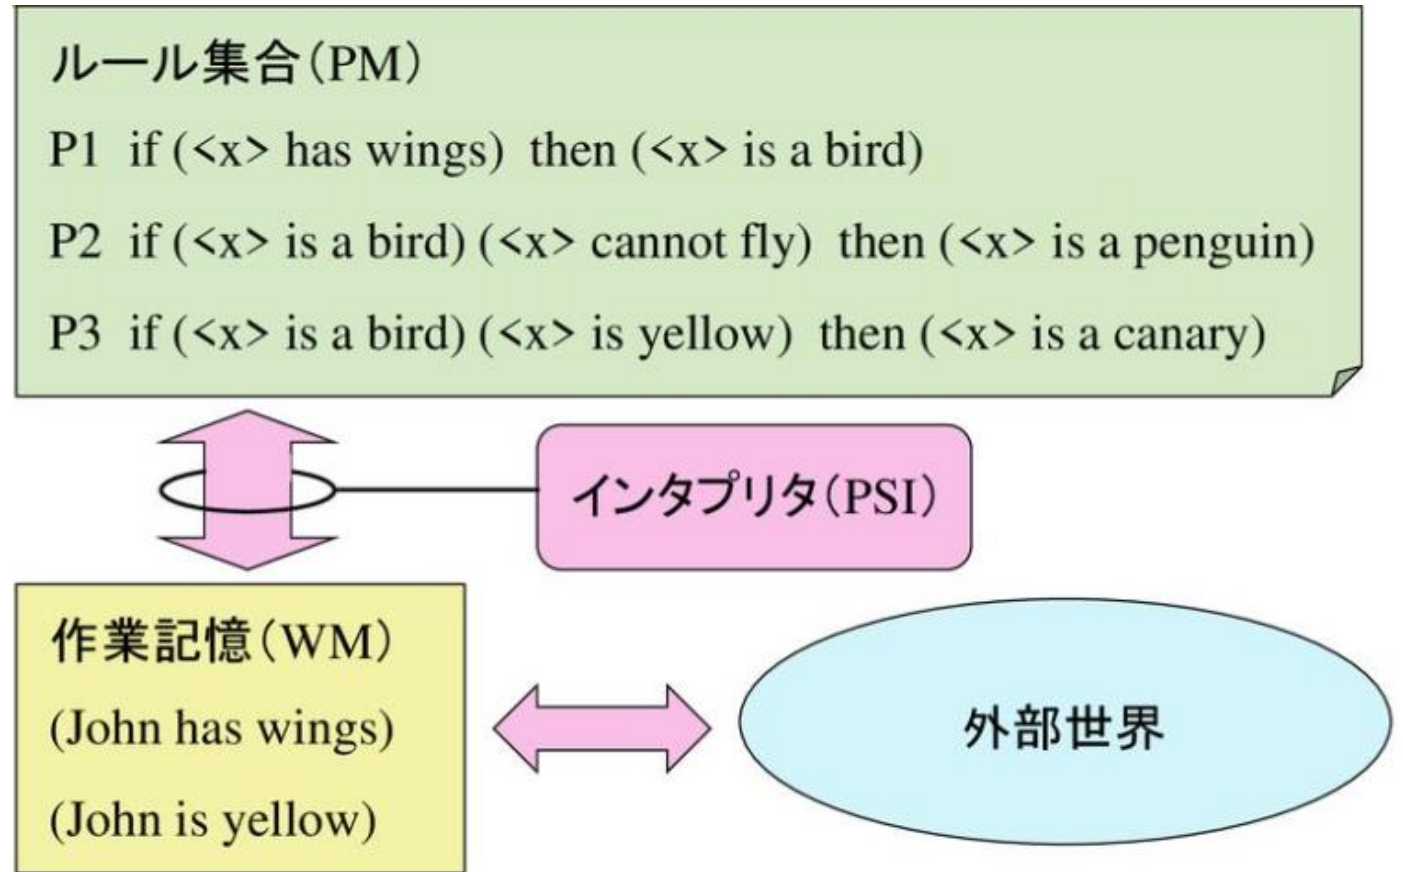 ルール集合(PM)
P1 if (<x> has wings) then (<x> is a bird)
P2 if (<x> is a bird) (<x> cannot fly) then (<x> is a penguin)
P3 if (<x> is a bird) (<x> is yellow) then (<x> is a canary)
インタプリタ(PSI)
作業記憶(WM)
(John has wings)
(John is yellow)
外部世界